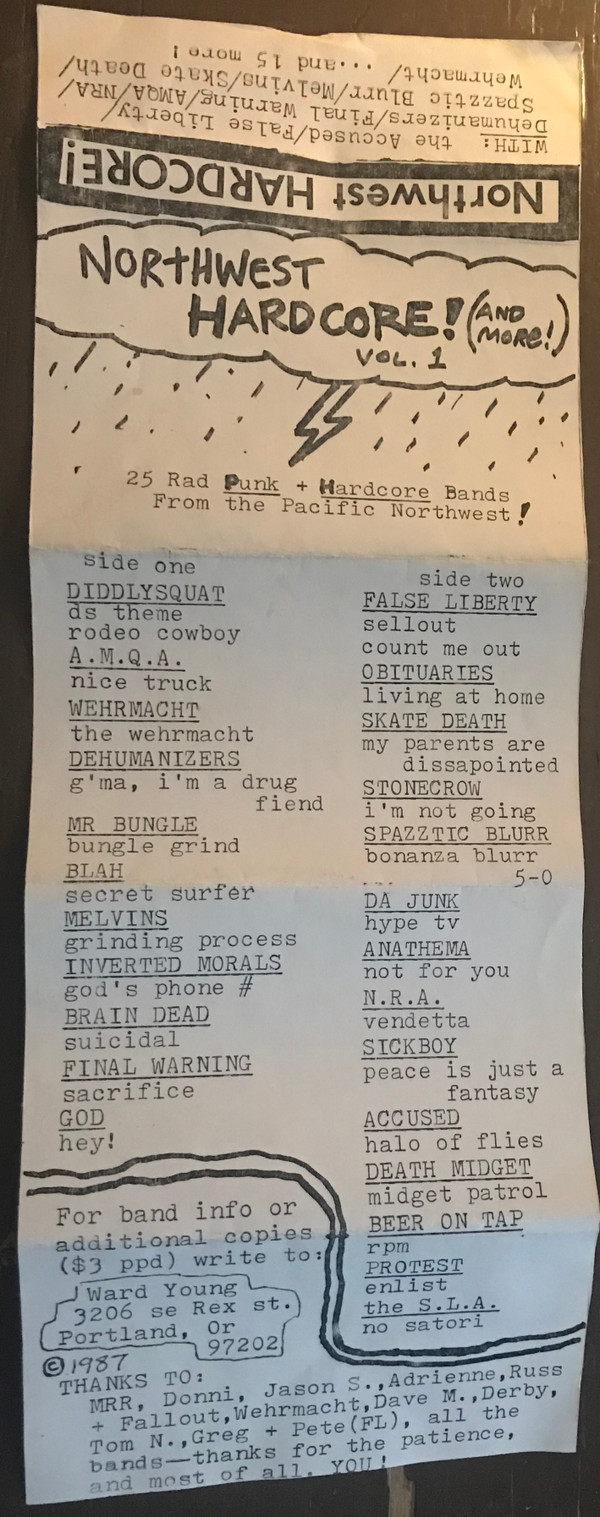 WITH: the Accused/False Liberty/
Dehumanizers/Final Warning/AMQA/NRA/
Spazztic Blurr/Melvins/Skate Death/
Wehrmacht/ ...and 15 more!
Northwest HARDCORE!
NORTHWEST
HARDCORE! (AND MORE!)
VOL. 1
25 Rad Punk + Hardcore Bands
From the Pacific Northwest!
side one
DIDDLYSQUAT
ds theme
rodeo cowboy
A.M.Q.A.
nice truck
WEHRMACHT
the wehrmacht
DEHUMANIZERS
g'ma, i'm a drug
fiend
MR BUNGLE
bungle grind
BLAH
secret surfer
MELVINS
grinding process
INVERTED MORALS
god's phone #
BRAIN DEAD
suicidal
FINAL WARNING
sacrifice
GOD
hey!
side two
FALSE LIBERTY
sellout
count me out
OBITUARIES
living at home
SKATE DEATH
my parents are
dissapointed
STONECROW
i'm not going
SPAZZTIC BLURR
bonanza blurr
... 5-0
DA JUNK
hype tv
ANATHEMA
not for you
N.R.A.
vendetta
SICKBOY
peace is just a
fantasy
ACCUSED
halo of flies
DEATH MIDGET
midget patrol
BEER ON TAP
rpm
PROTEST
enlist
the S.L.A.
no satori
For band info or
additional copies
($3 ppd) write to:
Ward Young
3206 se Rex st.
Portland, Or
97202
©1987
THANKS TO:
MRR, Donni, Jason S.,Adrienne,Russ
+ Fallout,Wehrmacht,Dave M.,Derby,
Tom N.,Greg + Pete(FL), all the
bands—thanks for the patience,
and most of all, YOU!